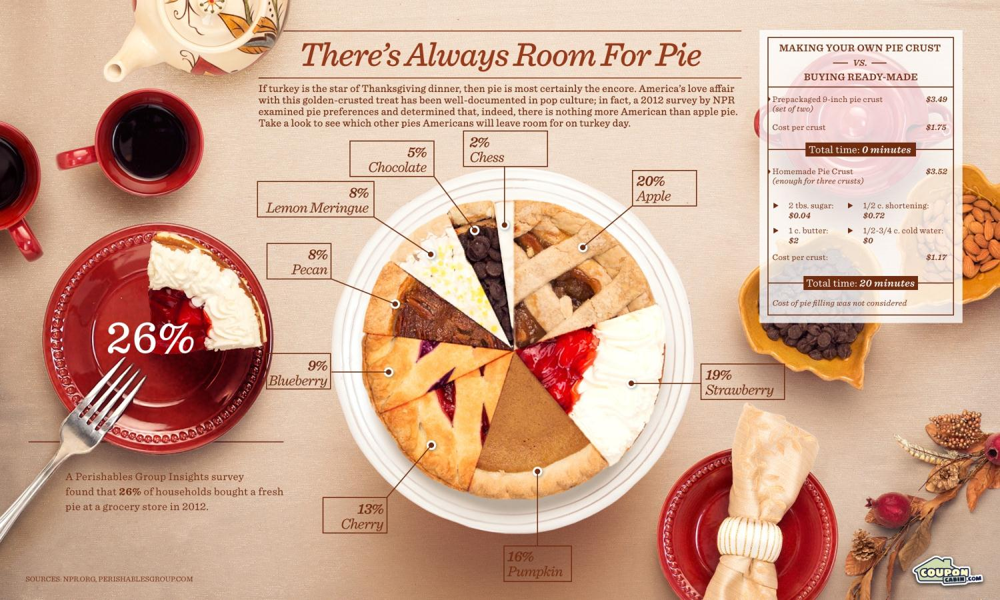 There's Always Room For Pie
If turkey is the star of Thanksgiving dinner, then pie is most certainly the encore. America's love affair
with this golden-crusted treat has been well-documented in pop culture; in fact, a 2012 survey by NPR
examined pie preferences and determined that, indeed, there is nothing more American than apple pie.
Take a look to see which other pies Americans will leave room for on turkey day.
2%
Chess
5%
Chocolate
8%
Lemon Meringue
20%
Apple
8%
Pecan
9%
Blueberry
19%
Strawberry
13%
Cherry
16%
Pumpkin
26%
A Perishables Group Insights survey
found that 26% of households bought a fresh
pie at a grocery store in 2012.
MAKING YOUR OWN PIE CRUST
VS.
BUYING READY-MADE
Prepackaged 9-inch pie crust $3.49
(set of two)
Cost per crust $1.75
Total time: 0 minutes
Homemade Pie Crust $3.52
(enough for three crusts)
2 tbs. sugar: 1/2 c. shortening:
$0.04 $0.72
1 c. butter: 1/2-3/4 c. cold water:
$2 $0
Cost per crust: $1.17
Total time: 20 minutes
Cost of pie filling was not considered
SOURCES: NPR.ORG, PERISHABLESGROUP.COM
COUPON
CABIN.COM